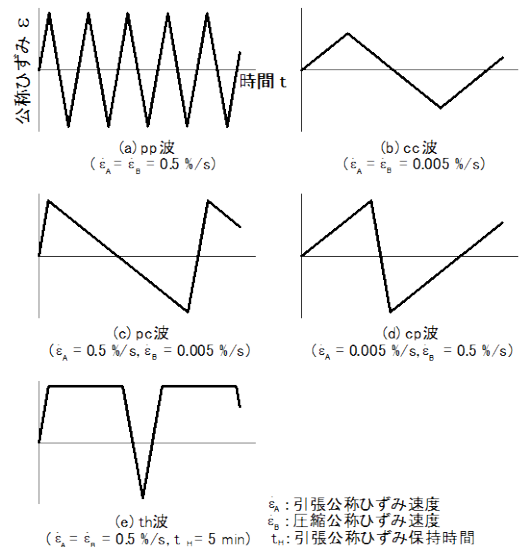 公称ひずみ ε
時間 t
(a) pp波
(ε̇A = ε̇B = 0.5 %/s)
(b) cc波
(ε̇A = ε̇B = 0.005 %/s)
(c) pc波
(ε̇A = 0.5 %/s, ε̇B = 0.005 %/s)
(d) cp波
(ε̇A = 0.005 %/s, ε̇B = 0.5 %/s)
(e) th波
(ε̇A = ε̇B = 0.5 %/s, tH = 5 min)
ε̇A : 引張公称ひずみ速度
ε̇B : 圧縮公称ひずみ速度
tH : 引張公称ひずみ保持時間